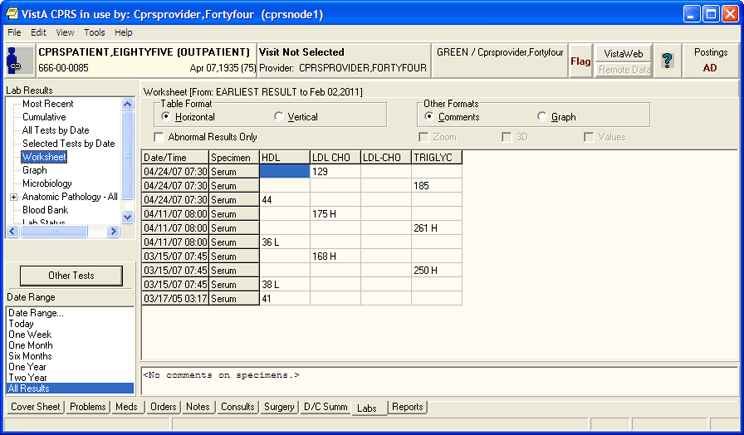 VistA CPRS in use by: Cprsprovider,Fortyfour (cprsnode1)
File Edit View Tools Help
CPRSPATIENT,EIGHTYFIVE (OUTPATIENT) Visit Not Selected GREEN / Cprsprovider,Fortyfour Flag VistaWeb Postings
666-00-0085 Apr 07,1935 (75) Provider: CPRSPROVIDER,FORTYFOUR Remote Data ? AD
Lab Results
Most Recent
Cumulative
All Tests by Date
Selected Tests by Date
Worksheet
Graph
Microbiology
Anatomic Pathology - All
Blood Bank
Lab Status
Other Tests
Date Range
Date Range...
Today
One Week
One Month
Six Months
One Year
Two Year
All Results
Worksheet [From: EARLIEST RESULT to Feb 02,2011]
Table Format
Horizontal Vertical
Other Formats
Comments Graph
Abnormal Results Only Zoom 3D Values
Date/Time Specimen HDL LDL CHO LDL-CHO TRIGLYC
04/24/07 07:30 Serum 129
04/24/07 07:30 Serum 185
04/24/07 07:30 Serum 44
04/11/07 08:00 Serum 175 H
04/11/07 08:00 Serum 261 H
04/11/07 08:00 Serum 36 L
03/15/07 07:45 Serum 168 H
03/15/07 07:45 Serum 250 H
03/15/07 07:45 Serum 38 L
03/17/05 03:17 Serum 41
<No comments on specimens.>
Cover Sheet Problems Meds Orders Notes Consults Surgery D/C Summ Labs Reports